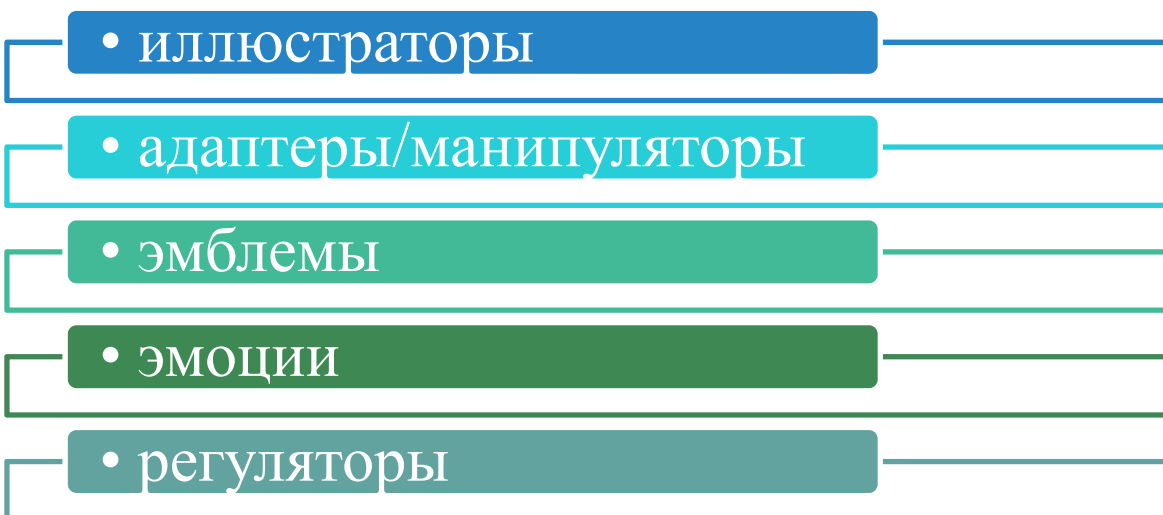 • иллюстраторы
• адаптеры/манипуляторы
• эмблемы
• эмоции
• регуляторы